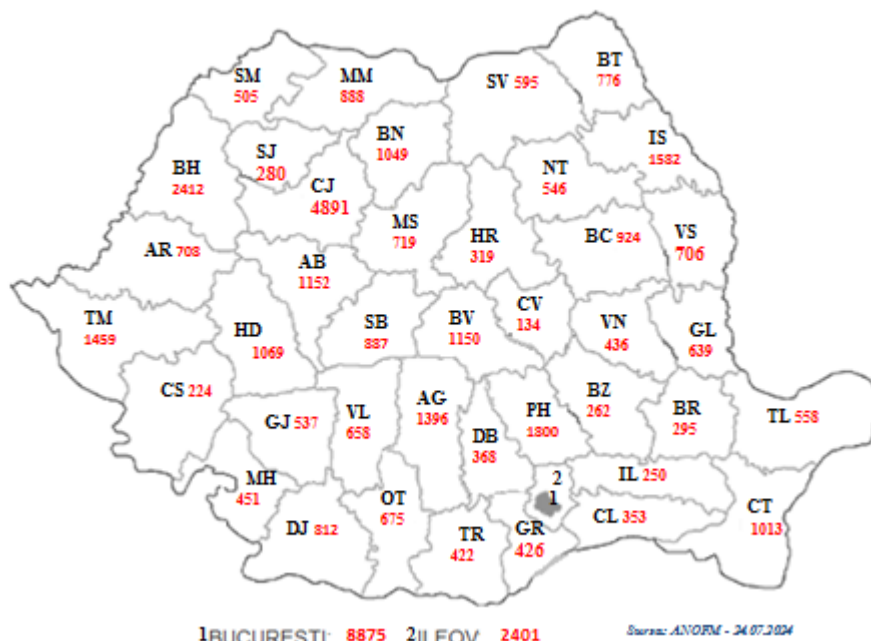 SM
505
MM
888
SV 595
BT
776
BN
1049
IS
1582
SJ
280
BH
2412
NT
546
CJ
4891
MS
719
HR
319
BC 924
VS
706
AR 708
AB
1152
TM
1459
HD
1069
SB
887
BV
1150
CV
134
VN
436
GL
639
CS 224
GJ 537
VL
658
AG
1396
DB
368
PH
1800
BZ
262
BR
295
TL 558
MH
451
IL 250
2
1
CT
1013
DJ 812
OT
675
TR
422
GR
426
CL 353
1BUCURESTI: 8875 2ILFOV 2401
Sursa: ANOFM - 24.07.2024